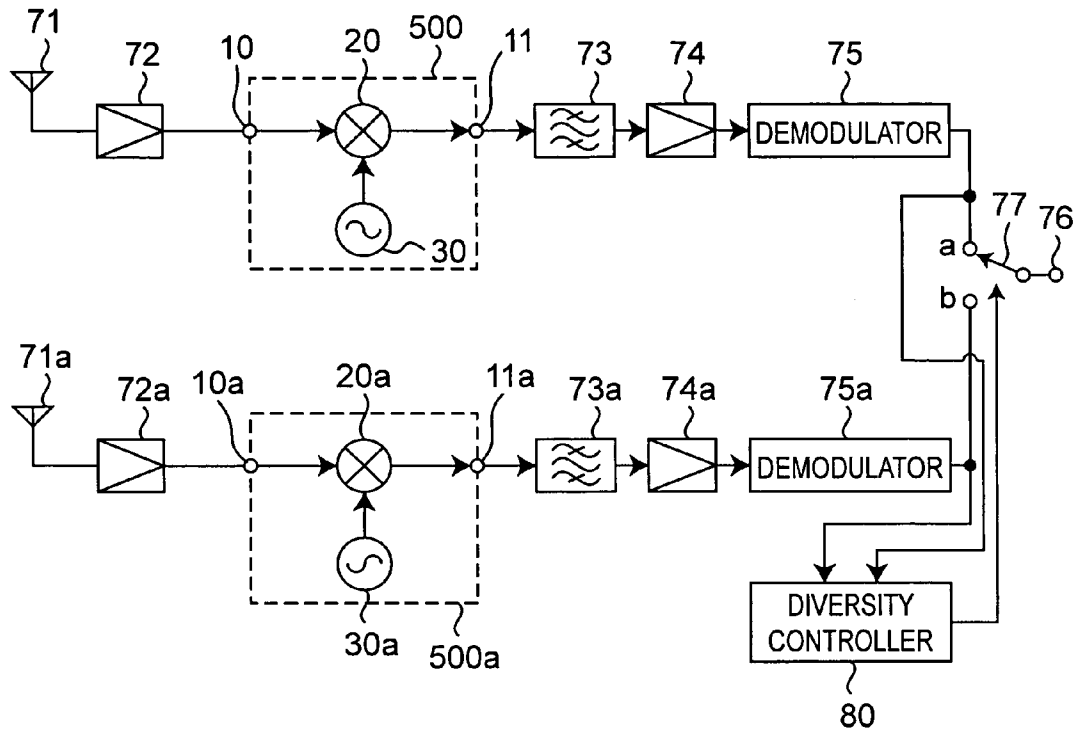 71
72
10
20
500
11
73
74
75
DEMODULATOR
30
a
77
76
b
71a
72a
10a
20a
11a
73a
74a
75a
DEMODULATOR
30a
500a
DIVERSITY
CONTROLLER
80